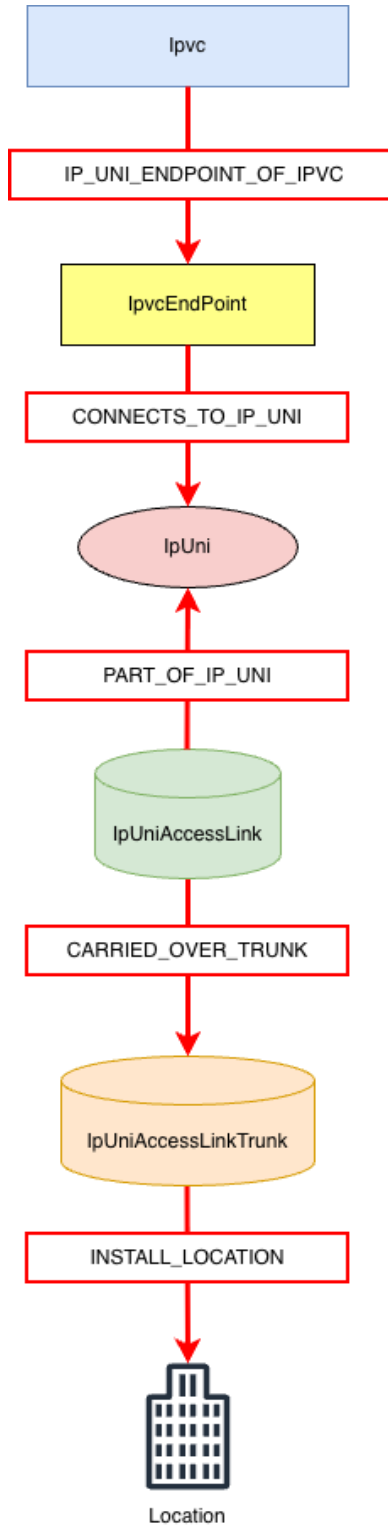 Ipvc
IP_UNI_ENDPOINT_OF_IPVC
IpvcEndPoint
CONNECTS_TO_IP_UNI
IpUni
PART_OF_IP_UNI
IpUniAccessLink
CARRIED_OVER_TRUNK
IpUniAccessLinkTrunk
INSTALL_LOCATION
Location